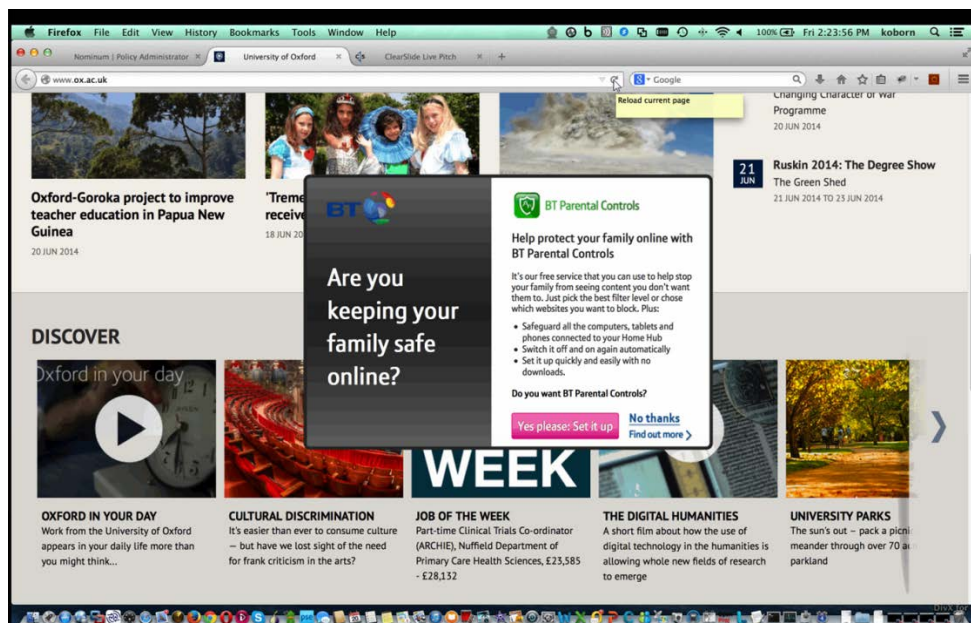 Firefox File Edit View History Bookmarks Tools Window Help
100% Fri 2:23:56 PM koborn
Nominum | Policy Administrator
University of Oxford
ClearSlide Live Pitch
www.ox.ac.uk
Google
Reload current page
Changing Character of War
Programme
20 JUN 2014
21
JUN
Ruskin 2014: The Degree Show
The Green Shed
21 JUN 2014 TO 23 JUN 2014
Oxford-Goroka project to improve
teacher education in Papua New
Guinea
20 JUN 2014
'Treme
receive
18 JUN 20
BT
Are you
keeping your
family safe
online?
BT Parental Controls
Help protect your family online with
BT Parental Controls
It's our free service that you can use to help stop
your family from seeing content you don't want
them to. Just pick the best filter level or chose
which websites you want to block. Plus:
• Safeguard all the computers, tablets and
phones connected to your Home Hub
• Switch it off and on again automatically
• Set it up quickly and easily with no
downloads.
Do you want BT Parental Controls?
Yes please: Set it up
No thanks
Find out more
DISCOVER
Oxford in your day
WEEK
OXFORD IN YOUR DAY
Work from the University of Oxford
appears in your daily life more than
you might think...
CULTURAL DISCRIMINATION
It's easier than ever to consume culture
– but have we lost sight of the need
for frank criticism in the arts?
JOB OF THE WEEK
Part-time Clinical Trials Co-ordinator
(ARCHIE), Nuffield Department of
Primary Care Health Sciences, £23,585
- £28,132
THE DIGITAL HUMANITIES
A short film about how the use of
digital technology in the humanities is
allowing whole new fields of research
to emerge
UNIVERSITY PARKS
The sun's out – pack a picni
meander through over 70
parkland
DivX for